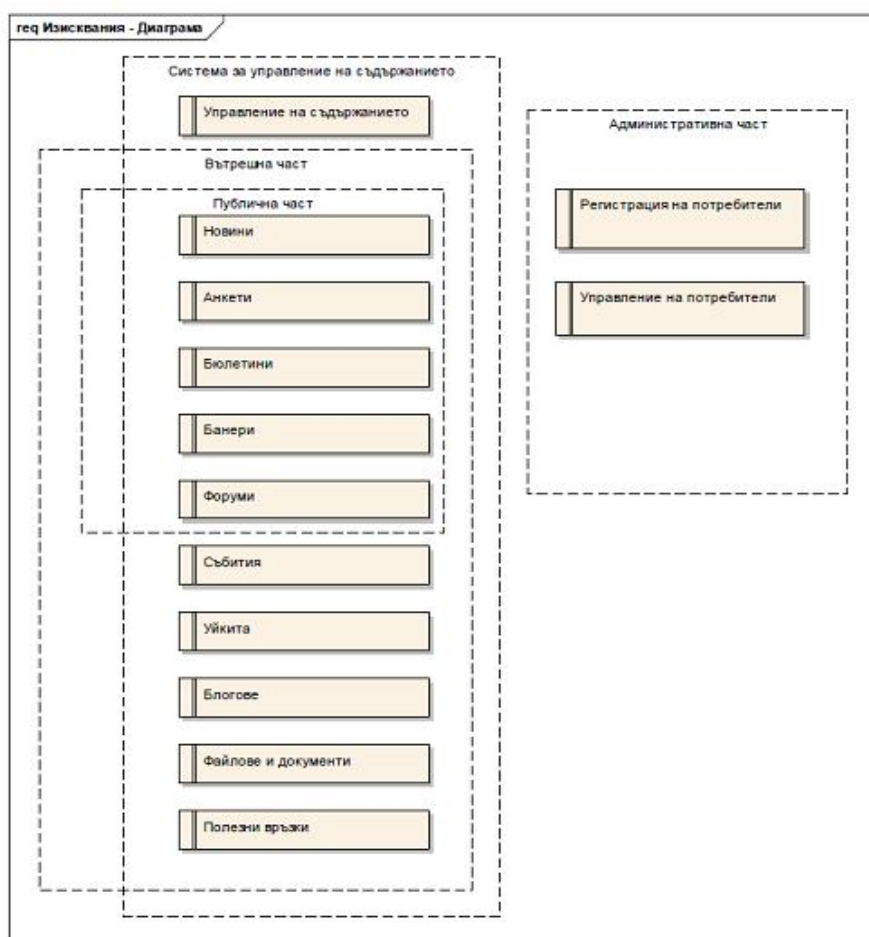 req Изисквания - Диаграма
Система за управление на съдържанието
Управление на съдържанието
Вътрешна част
Публична част
Новини
Анкети
Бюлетини
Банери
Форуми
Събития
Уйкита
Блогове
Файлове и документи
Полезни връзки
Административна част
Регистрация на потребители
Управление на потребители